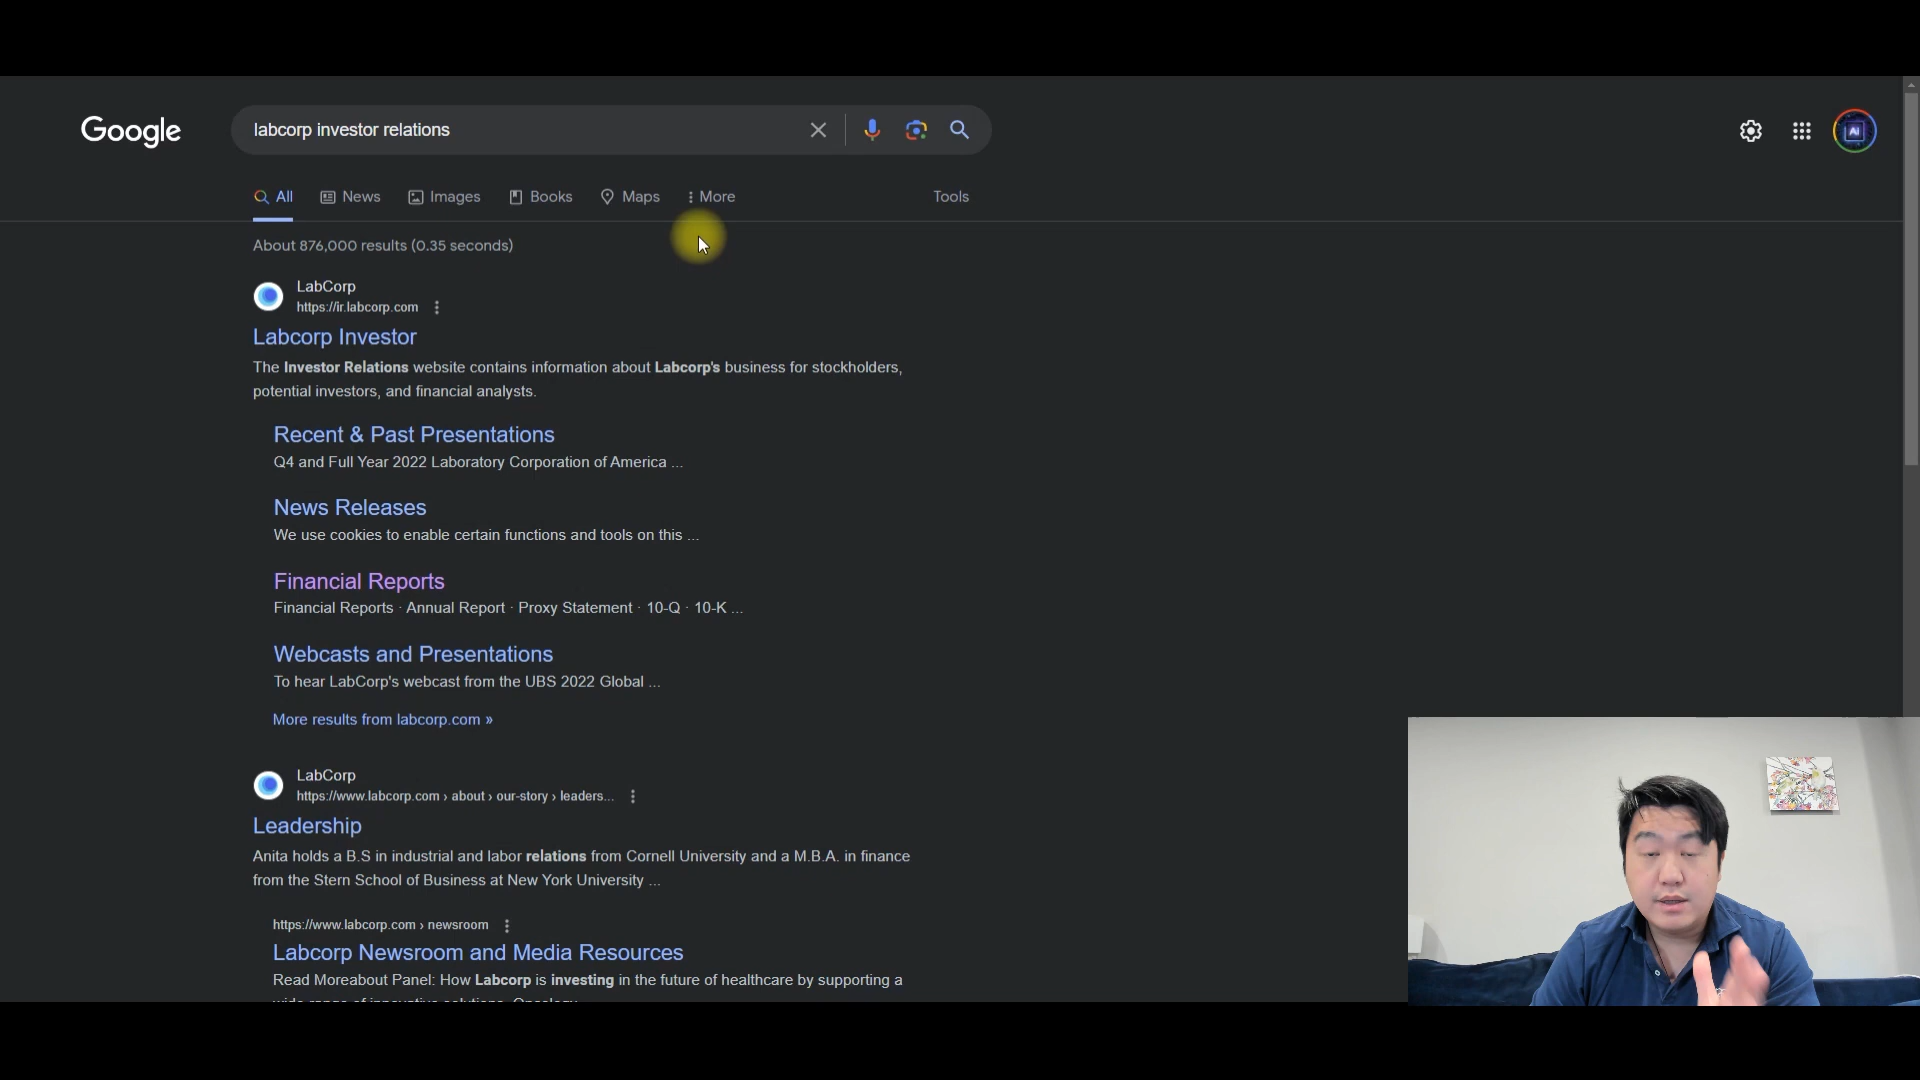 Google
labcorp investor relations
AI
All
News
Images
Books
Maps
More
Tools
About 876,000 results (0.35 seconds)
LabCorp
https://ir.labcorp.com
Labcorp Investor
The Investor Relations website contains information about Labcorp's business for stockholders,
potential investors, and financial analysts.
Recent & Past Presentations
Q4 and Full Year 2022 Laboratory Corporation of America ...
News Releases
We use cookies to enable certain functions and tools on this ...
Financial Reports
Financial Reports · Annual Report · Proxy Statement · 10-Q · 10-K ...
Webcasts and Presentations
To hear LabCorp's webcast from the UBS 2022 Global ...
More results from labcorp.com »
LabCorp
https://www.labcorp.com › about › our-story › leaders...
Leadership
Anita holds a B.S in industrial and labor relations from Cornell University and a M.B.A. in finance
from the Stern School of Business at New York University ...
https://www.labcorp.com › newsroom
Labcorp Newsroom and Media Resources
Read Moreabout Panel: How Labcorp is investing in the future of healthcare by supporting a